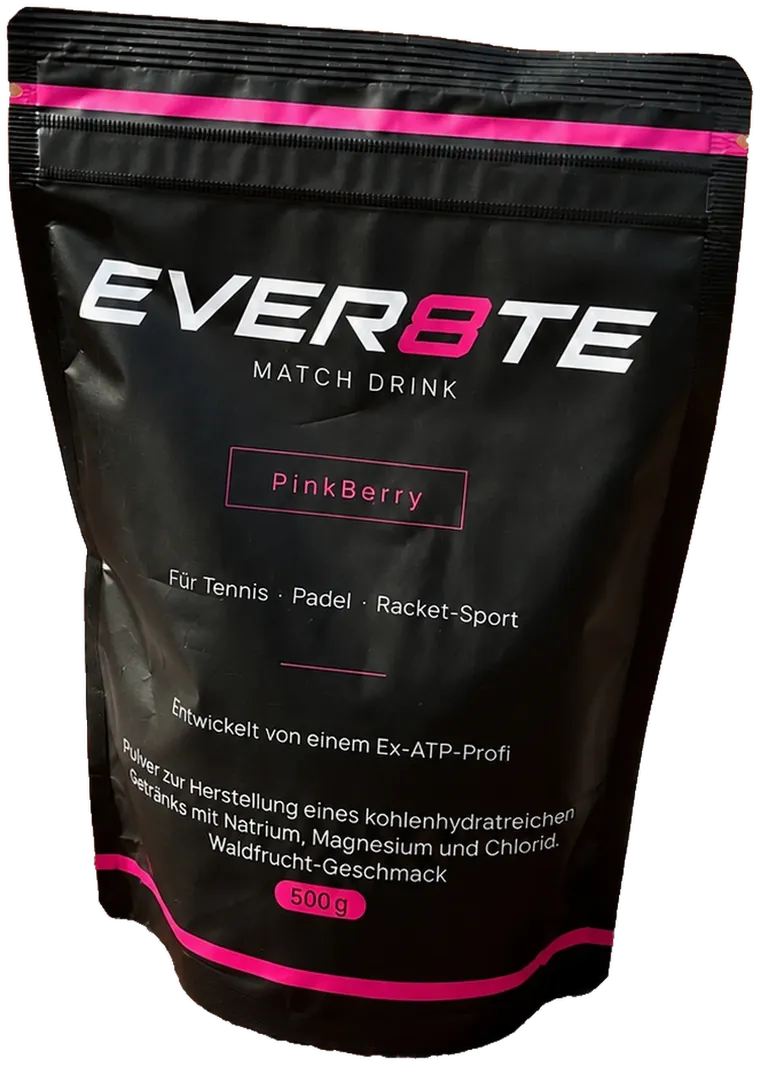 EVER8TE
MATCH DRINK
PinkBerry
Für Tennis · Padel · Racket-Sport
Entwickelt von einem Ex-ATP-Profi
Pulver zur Herstellung eines kohlenhydratreichen
Getränks mit Natrium, Magnesium und Chlorid.
Waldfrucht-Geschmack
500 g